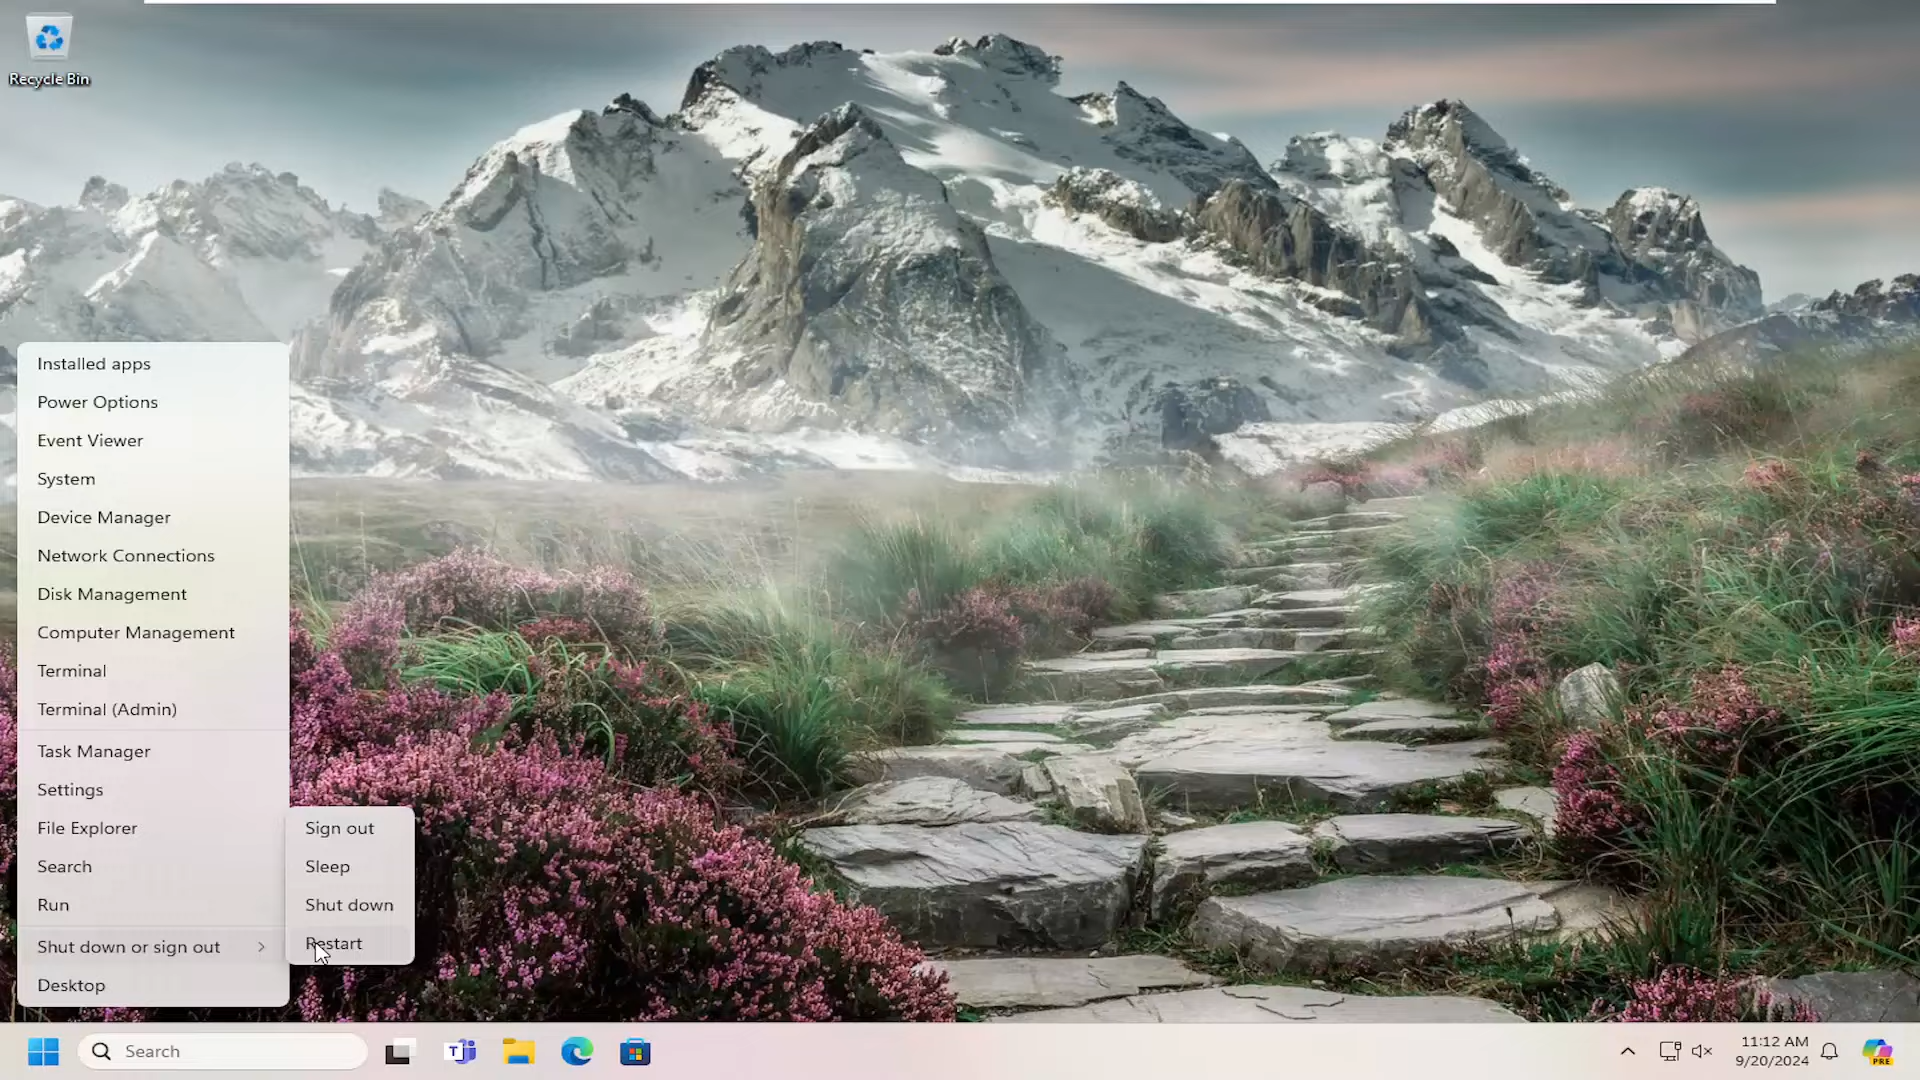 Recycle Bin
Installed apps
Power Options
Event Viewer
System
Device Manager
Network Connections
Disk Management
Computer Management
Terminal
Terminal (Admin)
Task Manager
Settings
File Explorer
Search
Run
Shut down or sign out
Desktop
Sign out
Sleep
Shut down
Restart
Search
T
11:12 AM
9/20/2024
PRE